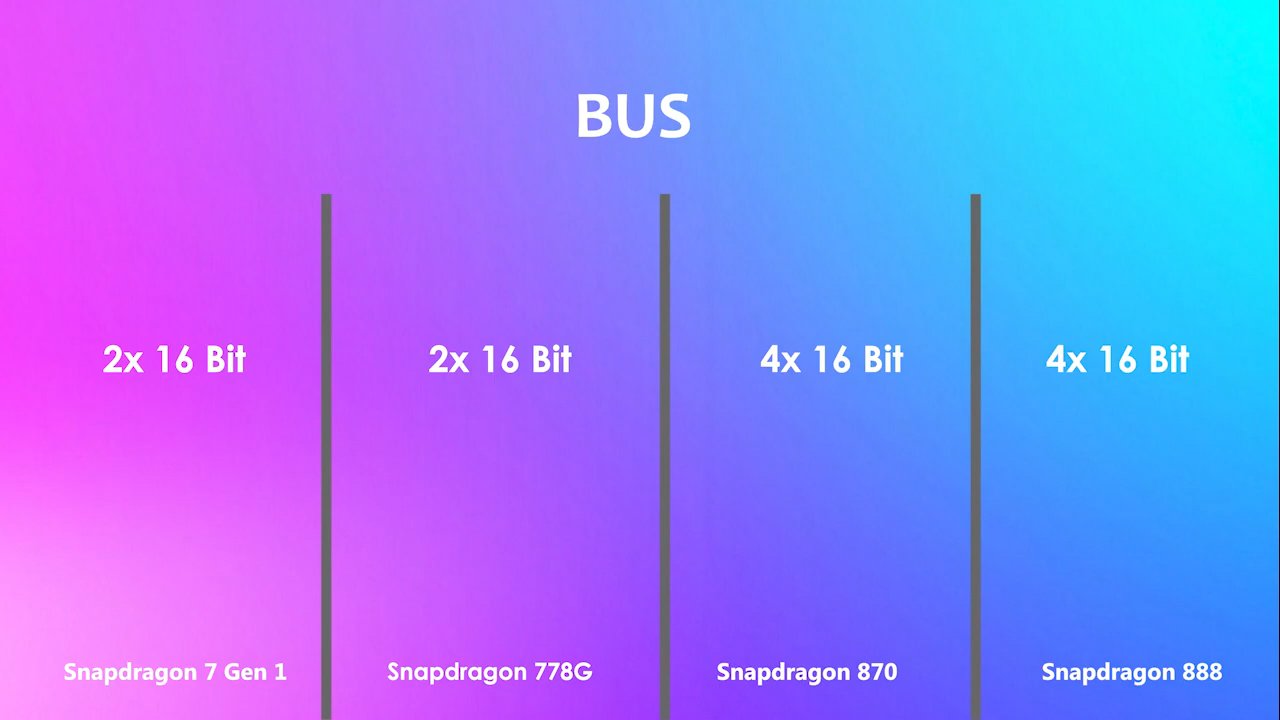 BUS
2x 16 Bit
2x 16 Bit
4x 16 Bit
4x 16 Bit
Snapdragon 7 Gen 1
Snapdragon 778G
Snapdragon 870
Snapdragon 888